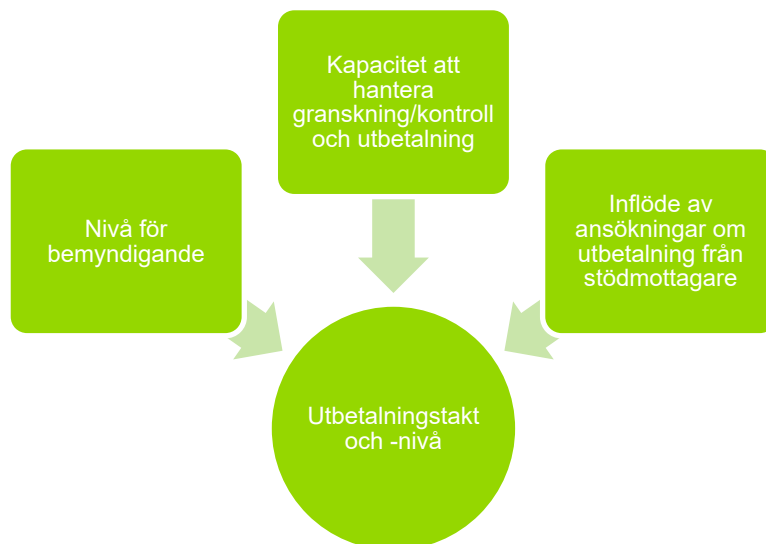 Kapacitet att
hantera
granskning/kontroll
och utbetalning
Nivå för
bemyndigande
Inflöde av
ansökningar om
utbetalning från
stödmottagare
Utbetalningstakt
och -nivå